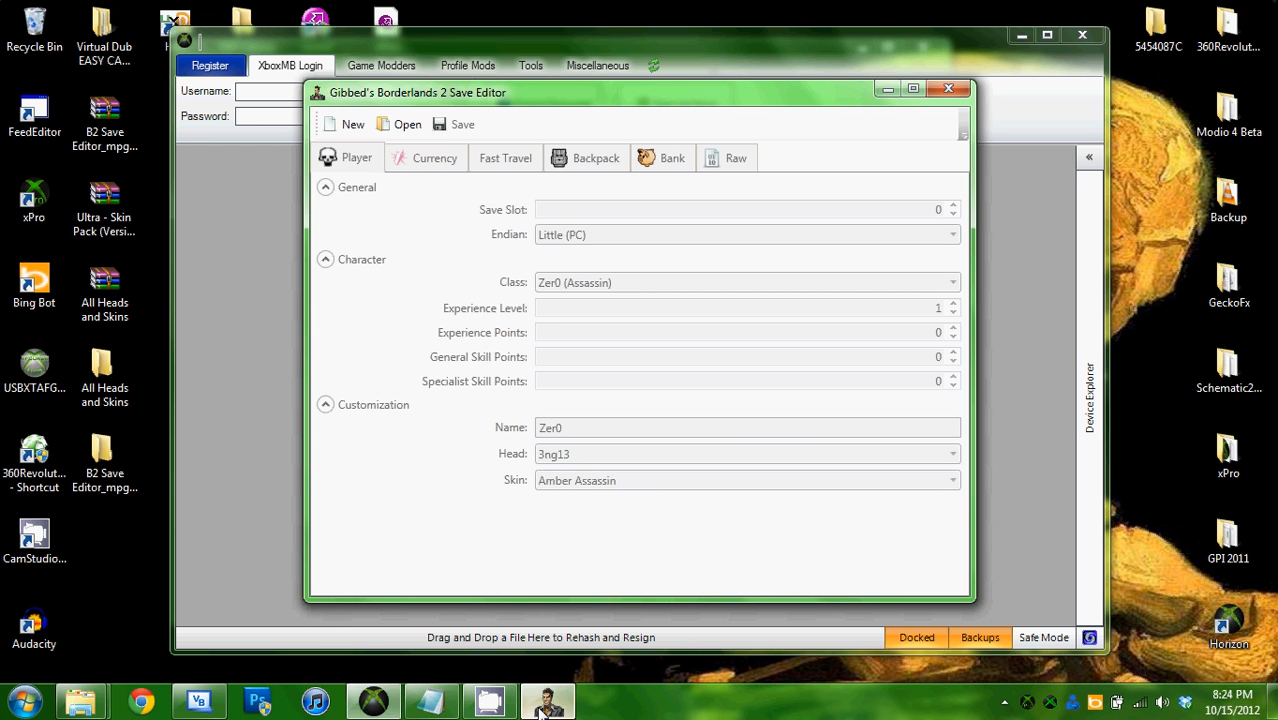 Recycle Bin
Virtual Dub
EASY CA...
5454087C
360Revolut...
Register
XboxMB Login
Game Modders
Profile Mods
Tools
Miscellaneous
Username:
Password:
Gibbed's Borderlands 2 Save Editor
New
Open
Save
Player
Currency
Fast Travel
Backpack
Bank
Raw
General
Save Slot:
0
Endian:
Little (PC)
Character
Class:
Zer0 (Assassin)
Experience Level:
1
Experience Points:
0
General Skill Points:
0
Specialist Skill Points:
0
Customization
Name:
Zer0
Head:
3ng13
Skin:
Amber Assassin
«
Device Explorer
Drag and Drop a File Here to Rehash and Resign
Docked
Backups
Safe Mode
FeedEditor
B2 Save
Editor_mpg...
Modio 4 Beta
xPro
Ultra - Skin
Pack (Versi...
Backup
Bing Bot
All Heads
and Skins
GeckoFx
USBXTAFG...
All Heads
and Skins
Schematic2...
360Revolut...
- Shortcut
B2 Save
Editor_mpg...
xPro
CamStudio...
GPI 2011
Audacity
Horizon
8:24 PM
10/15/2012